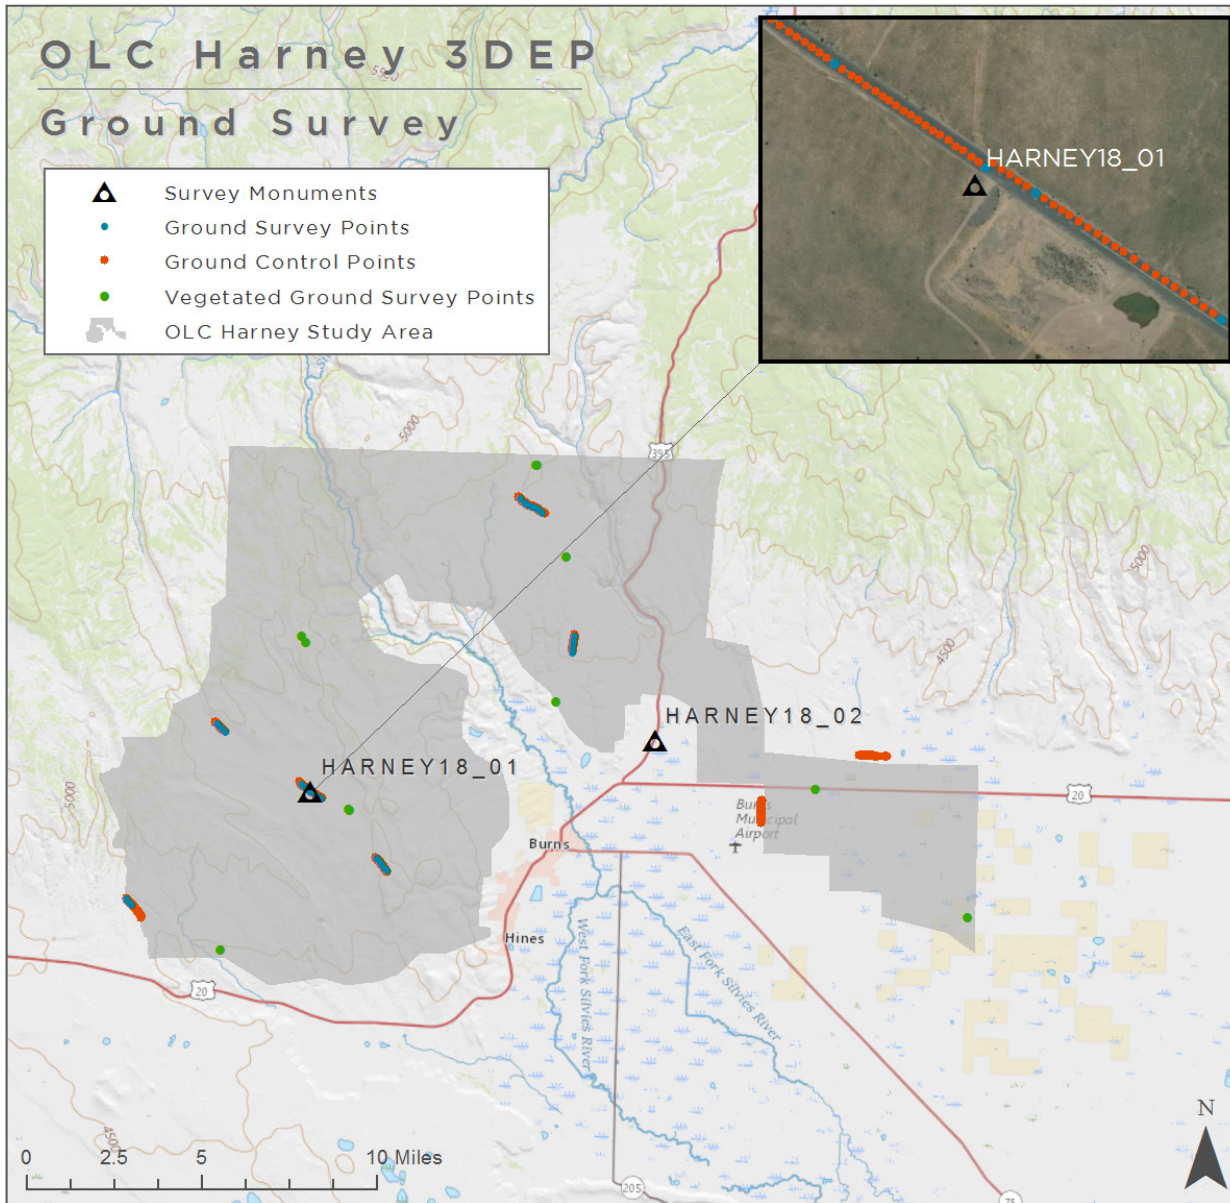 OLC Harney 3DEP
Ground Survey
Survey Monuments
Ground Survey Points
Ground Control Points
Vegetated Ground Survey Points
OLC Harney Study Area
HARNEY18_01
5000
395
5000
4500
HARNEY18_02
HARNEY18_01
5000
20
Burns
Municipal
Airport
Burns
Hines
West Fork Silvies River
East Fork Silvies River
20
4500
0 2.5 5 10 Miles
N
205